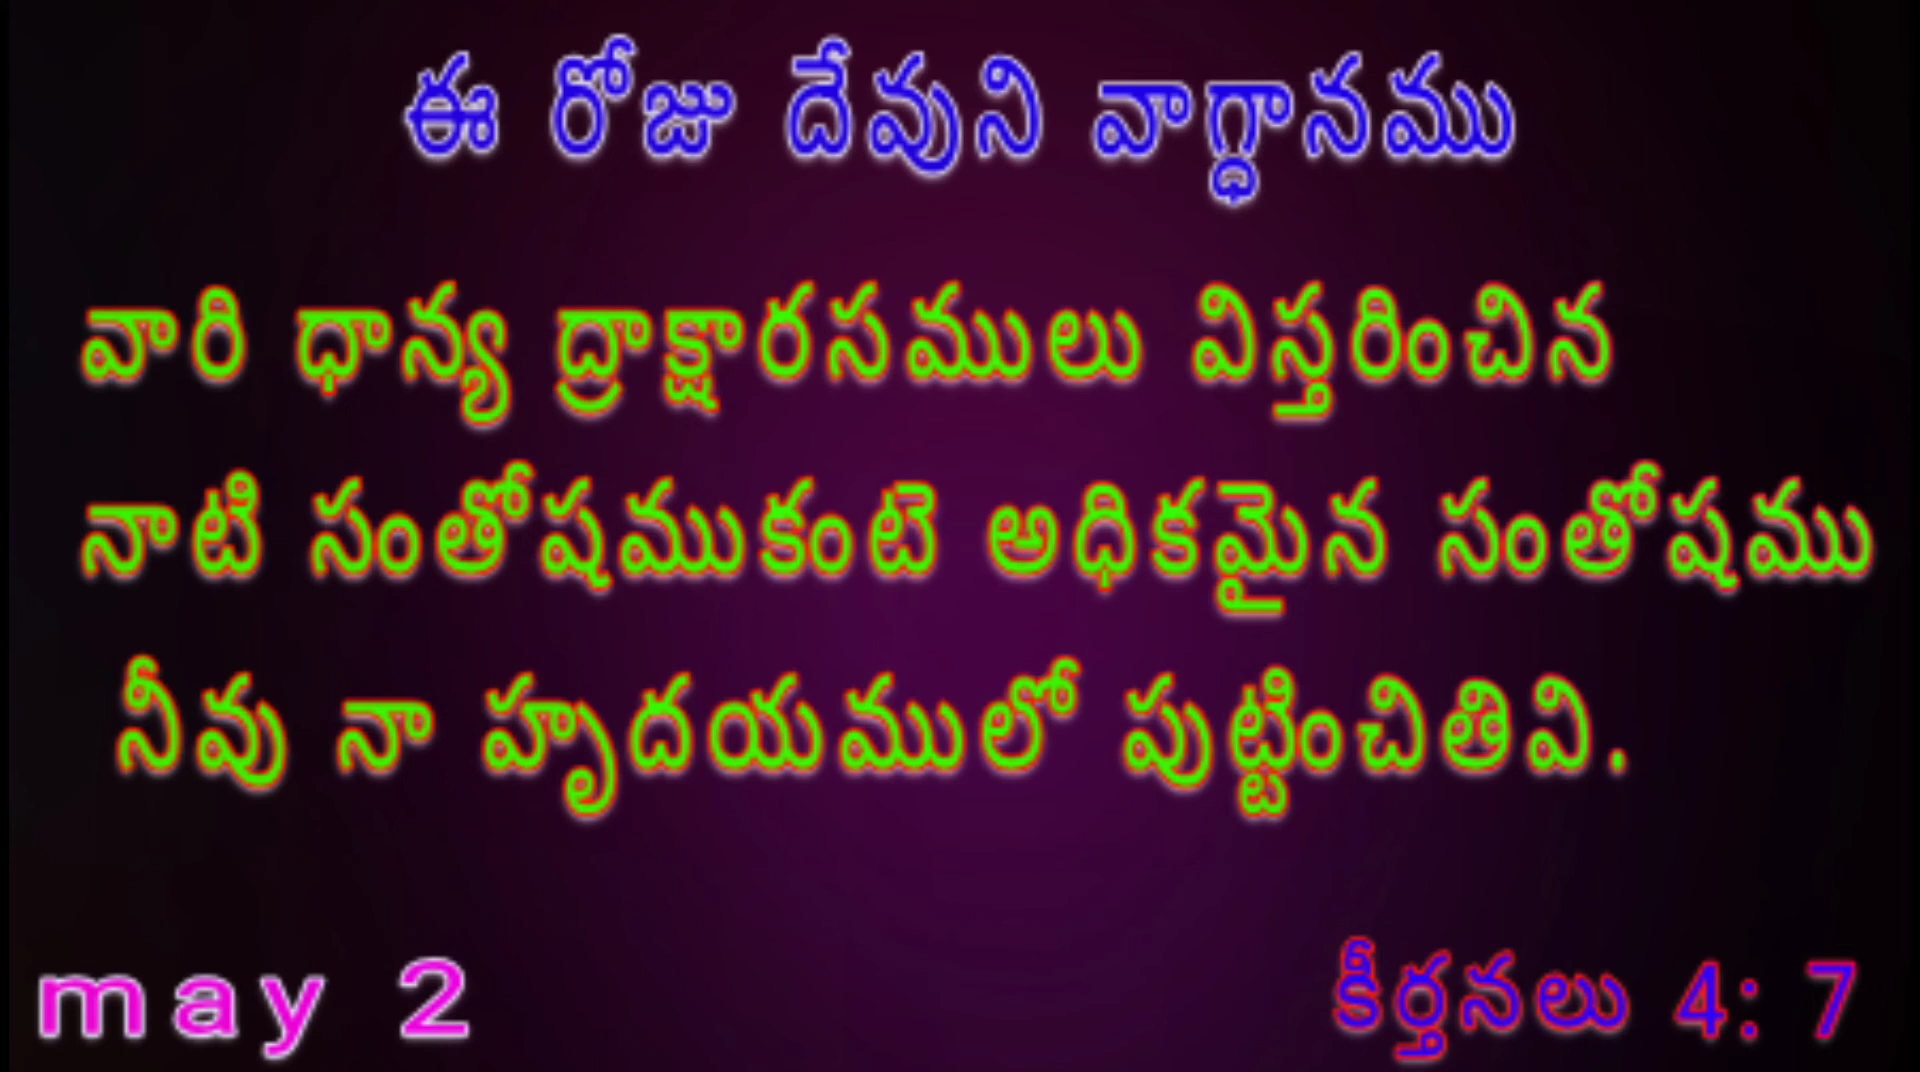 ఈ రోజు దేవుని వాగ్ధానము
వారి ధాన్య ద్రాక్షారసములు విస్తరించిన
నాటి సంతోషముకంటె అధికమైన సంతోషము
నీవు నా హృదయములో పుట్టించితివి.
may 2
కీర్తనలు 4: 7